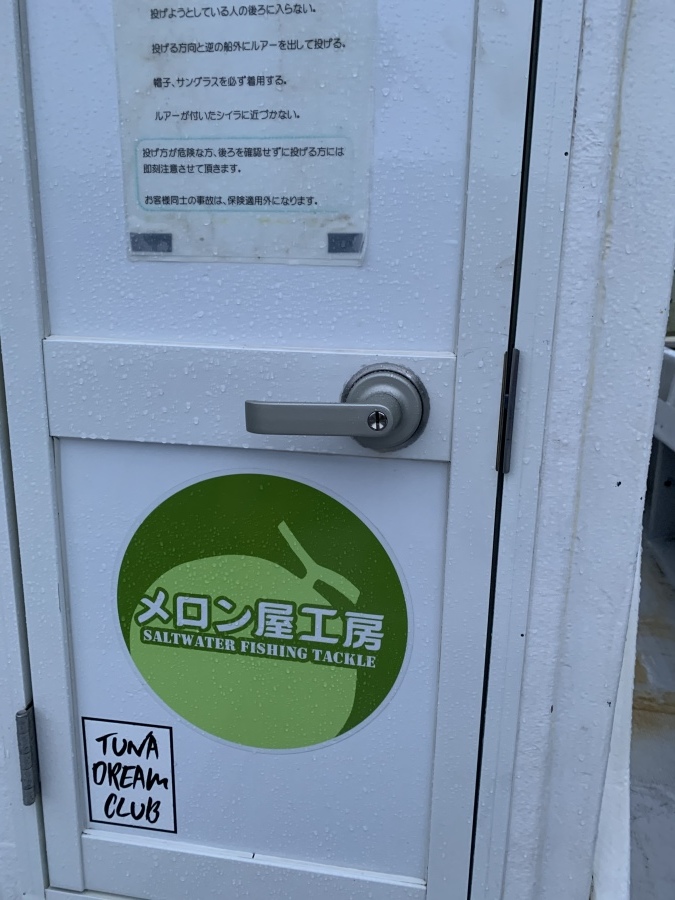 投げようとしている人の後ろに入らない。
投げる方向と逆の船外にルアーを出して投げる。
帽子、サングラスを必ず着用する。
ルアーが付いたシイラに近づかない。
投げ方が危険な方、後ろを確認せずに投げる方には
即刻注意させて頂きます。
お客様同士の事故は、保険適用外になります。
メロン屋工房
SALTWATER FISHING TACKLE
TUNA
DREAM
CLUB